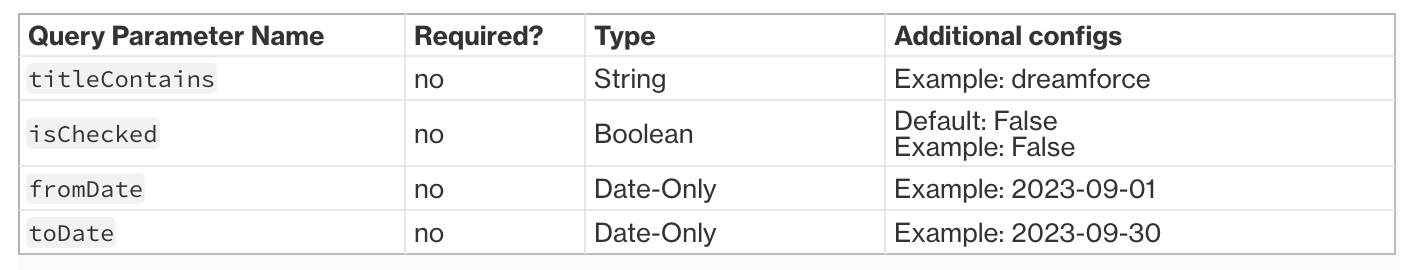 Query Parameter Name Required? Type Additional configs
titleContains no String Example: dreamforce
isChecked no Boolean Default: False
Example: False
fromDate no Date-Only Example: 2023-09-01
toDate no Date-Only Example: 2023-09-30